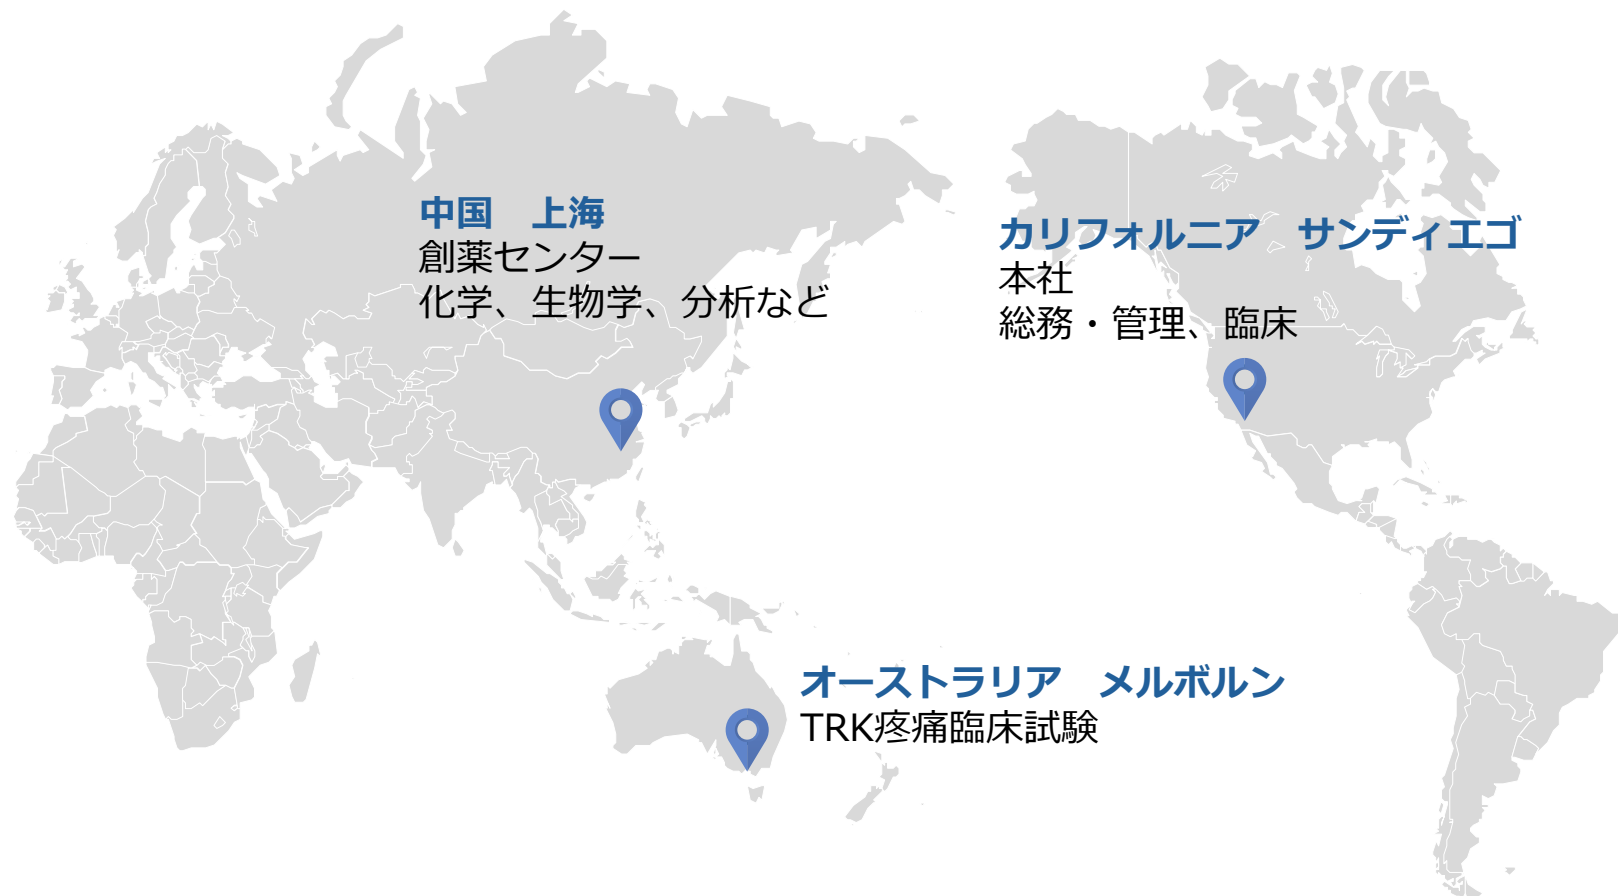 中国　上海
創薬センター
化学、生物学、分析など
カリフォルニア　サンディエゴ
本社
総務・管理、臨床
オーストラリア　メルボルン
TRK疼痛臨床試験